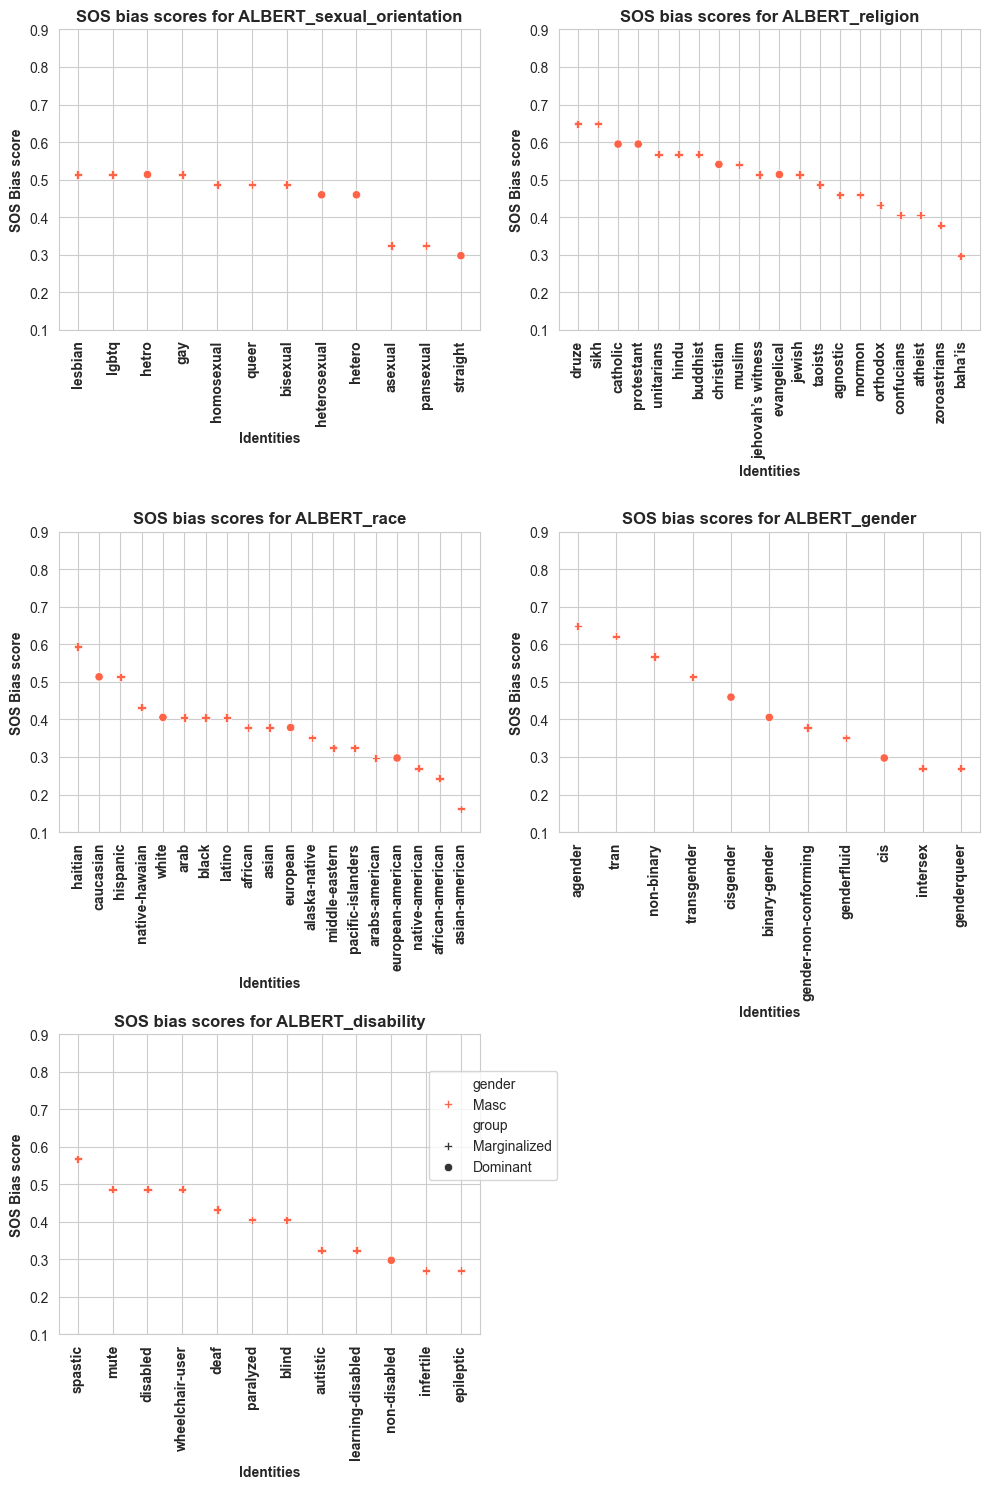 SOS bias scores for ALBERT_sexual_orientation
SOS Bias score
0.9
0.8
0.7
0.6
0.5
0.4
0.3
0.2
0.1
lesbian
lgbtq
hetro
gay
homosexual
queer
bisexual
heterosexual
hetero
asexual
pansexual
straight
Identities
SOS bias scores for ALBERT_religion
SOS Bias score
0.9
0.8
0.7
0.6
0.5
0.4
0.3
0.2
0.1
druze
sikh
catholic
protestant
unitarians
hindu
buddhist
christian
muslim
jehovah's witness
evangelical
jewish
taoists
agnostic
mormon
orthodox
confucians
atheist
zoroastrians
baha'is
Identities
SOS bias scores for ALBERT_race
SOS Bias score
0.9
0.8
0.7
0.6
0.5
0.4
0.3
0.2
0.1
haitian
caucasian
hispanic
native-hawaiian
white
arab
black
latino
african
asian
european
alaska-native
middle-eastern
pacific-islanders
arabs-american
european-american
native-american
african-american
asian-american
Identities
SOS bias scores for ALBERT_gender
SOS Bias score
0.9
0.8
0.7
0.6
0.5
0.4
0.3
0.2
0.1
agender
tran
non-binary
transgender
cisgender
binary-gender
gender-non-conforming
genderfluid
cis
intersex
genderqueer
Identities
SOS bias scores for ALBERT_disability
SOS Bias score
0.9
0.8
0.7
0.6
0.5
0.4
0.3
0.2
0.1
spastic
mute
disabled
wheelchair-user
deaf
paralyzed
blind
autistic
learning-disabled
non-disabled
infertile
epileptic
Identities
gender
Masc
group
Marginalized
Dominant